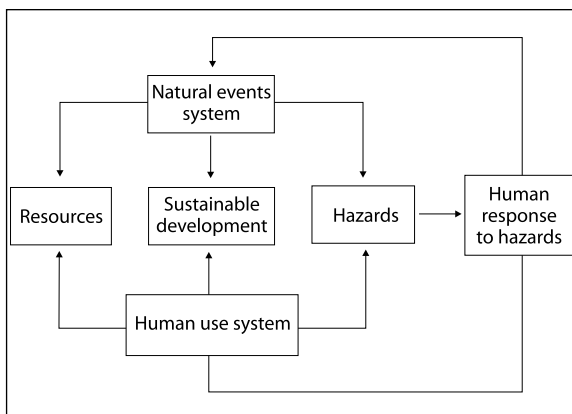 Natural events
system
Resources
Sustainable
development
Hazards
Human
response
to hazards
Human use system